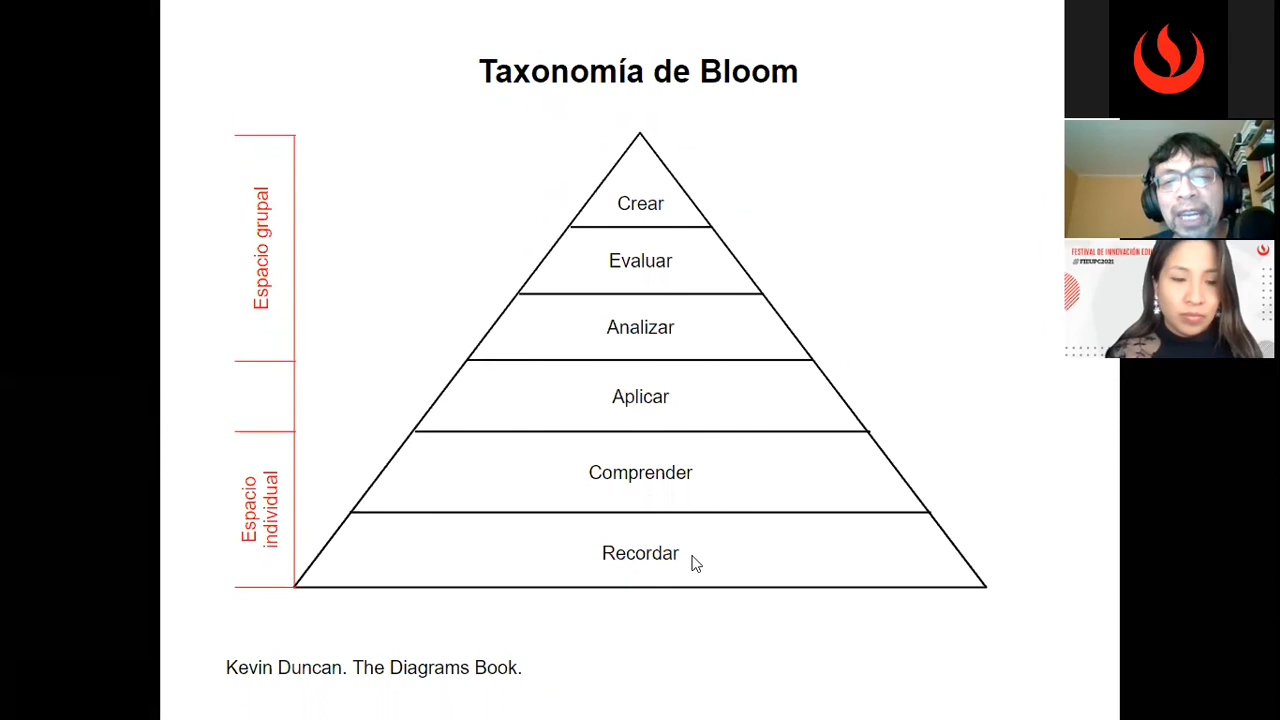 Taxonomía de Bloom
Espacio grupal
Espacio
individual
Crear
Evaluar
Analizar
Aplicar
Comprender
Recordar
Kevin Duncan. The Diagrams Book.
FESTIVAL DE INNOVACIÓN
#FIEUPC2021